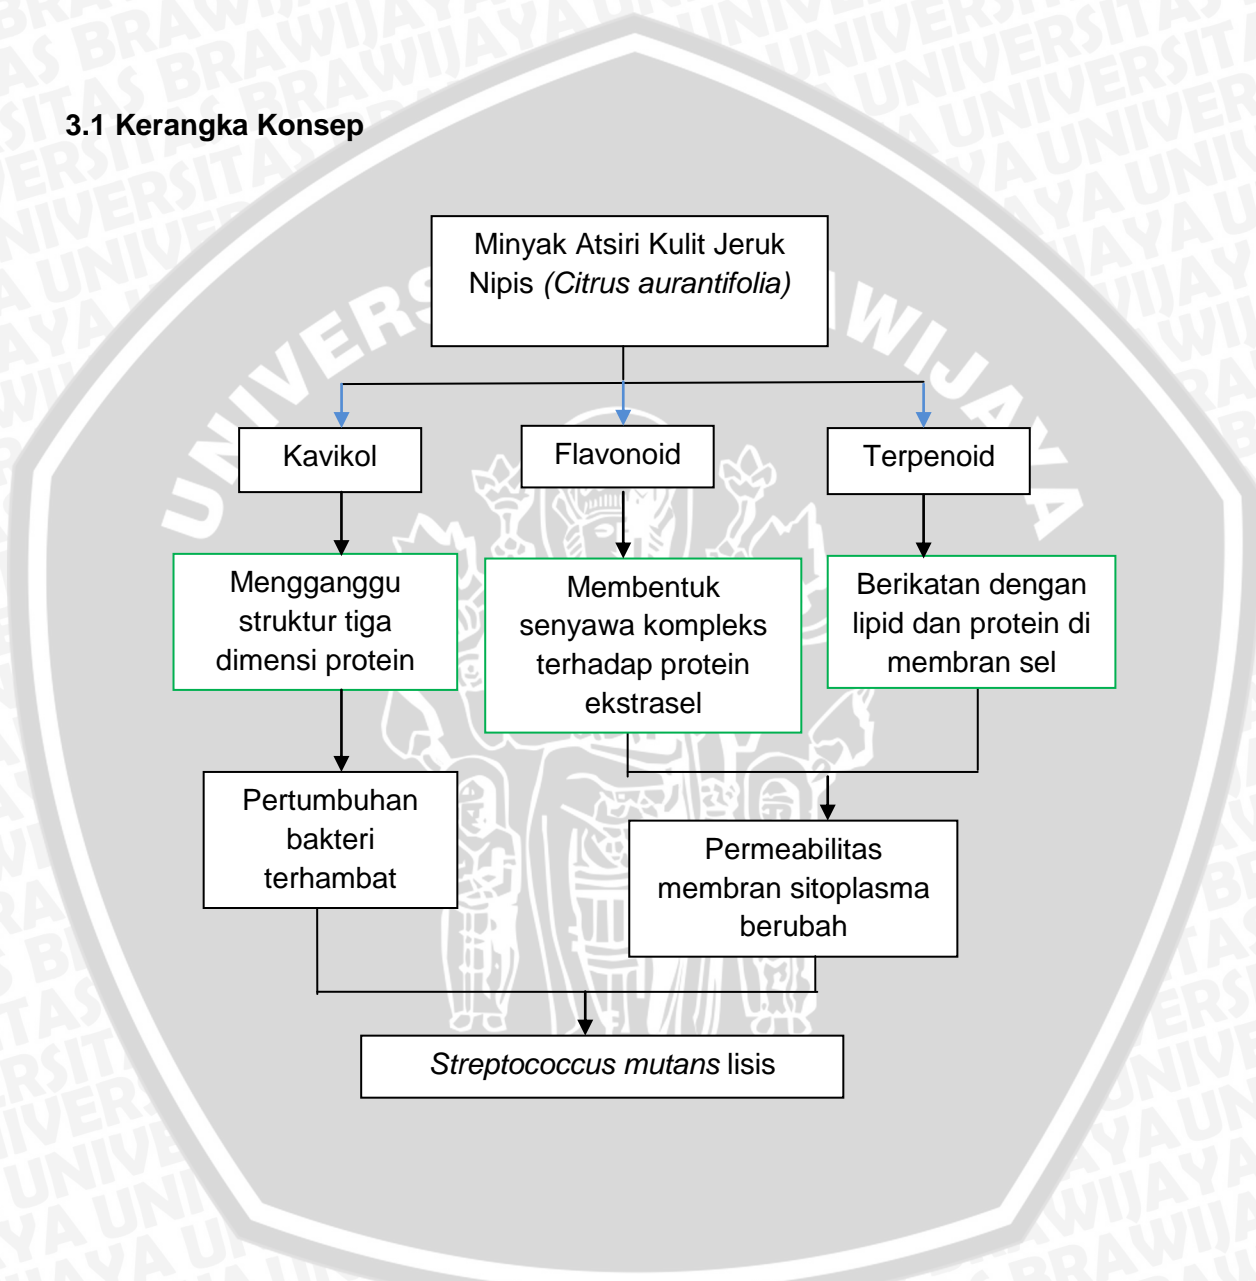 3.1 Kerangka Konsep
Minyak Atsiri Kulit Jeruk
Nipis (Citrus aurantifolia)
Kavikol
Flavonoid
Terpenoid
Mengganggu
struktur tiga
dimensi protein
Membentuk
senyawa kompleks
terhadap protein
ekstrasel
Berikatan dengan
lipid dan protein di
membran sel
Pertumbuhan
bakteri
terhambat
Permeabilitas
membran sitoplasma
berubah
Streptococcus mutans lisis